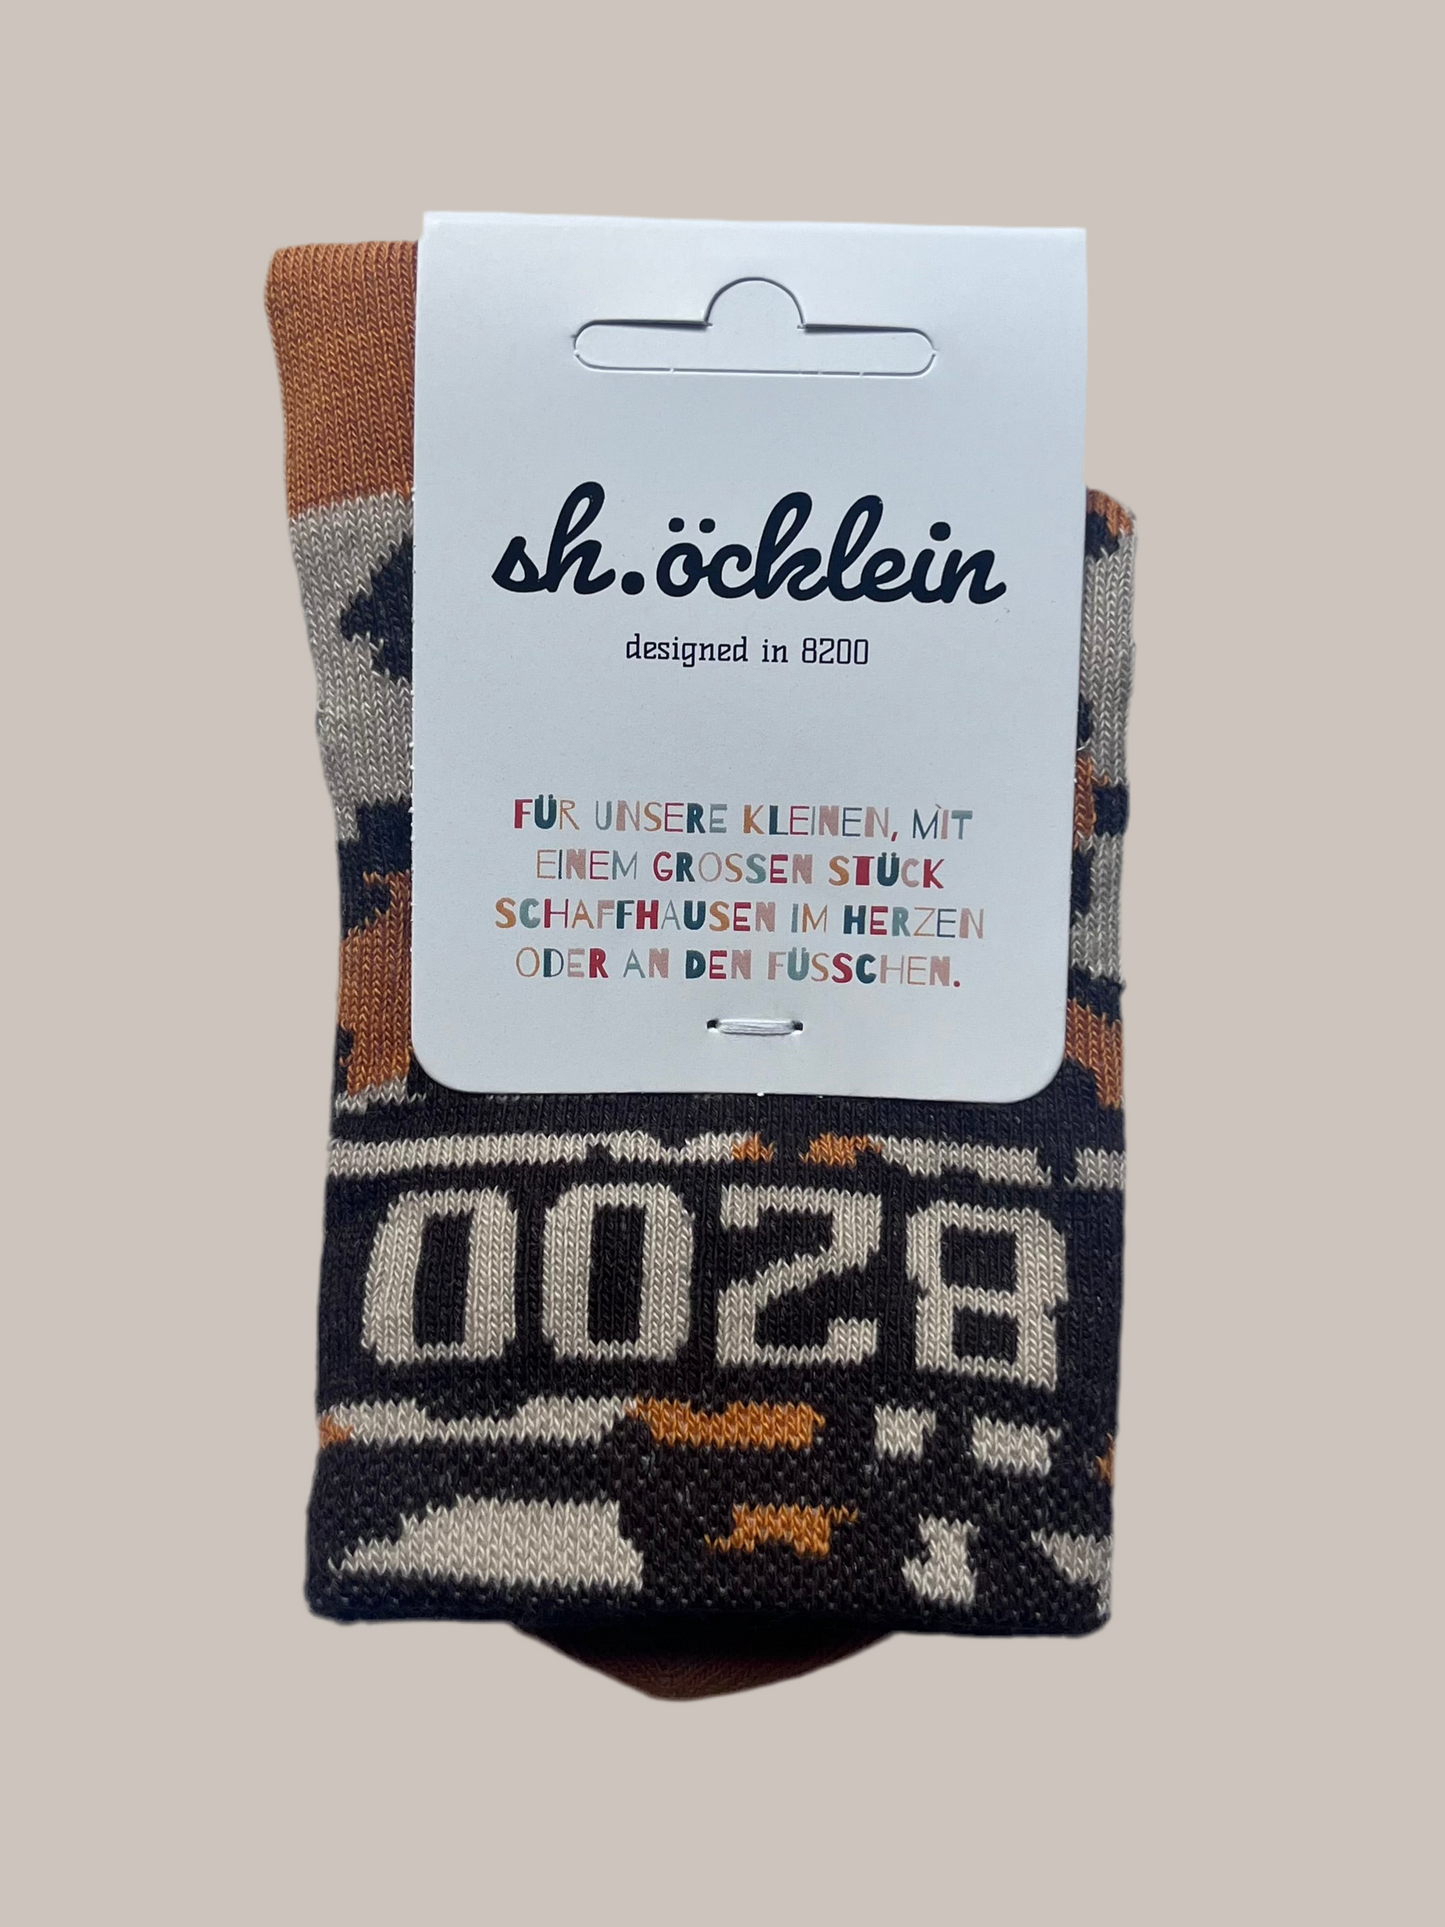 sh.öcklein
designed in 8200
FÜR UNSERE KLEINEN, MIT
EINEM GROSSEN STÜCK
SCHAFFHAUSEN IM HERZEN
ODER AN DEN FÜSSCHEN.
8200